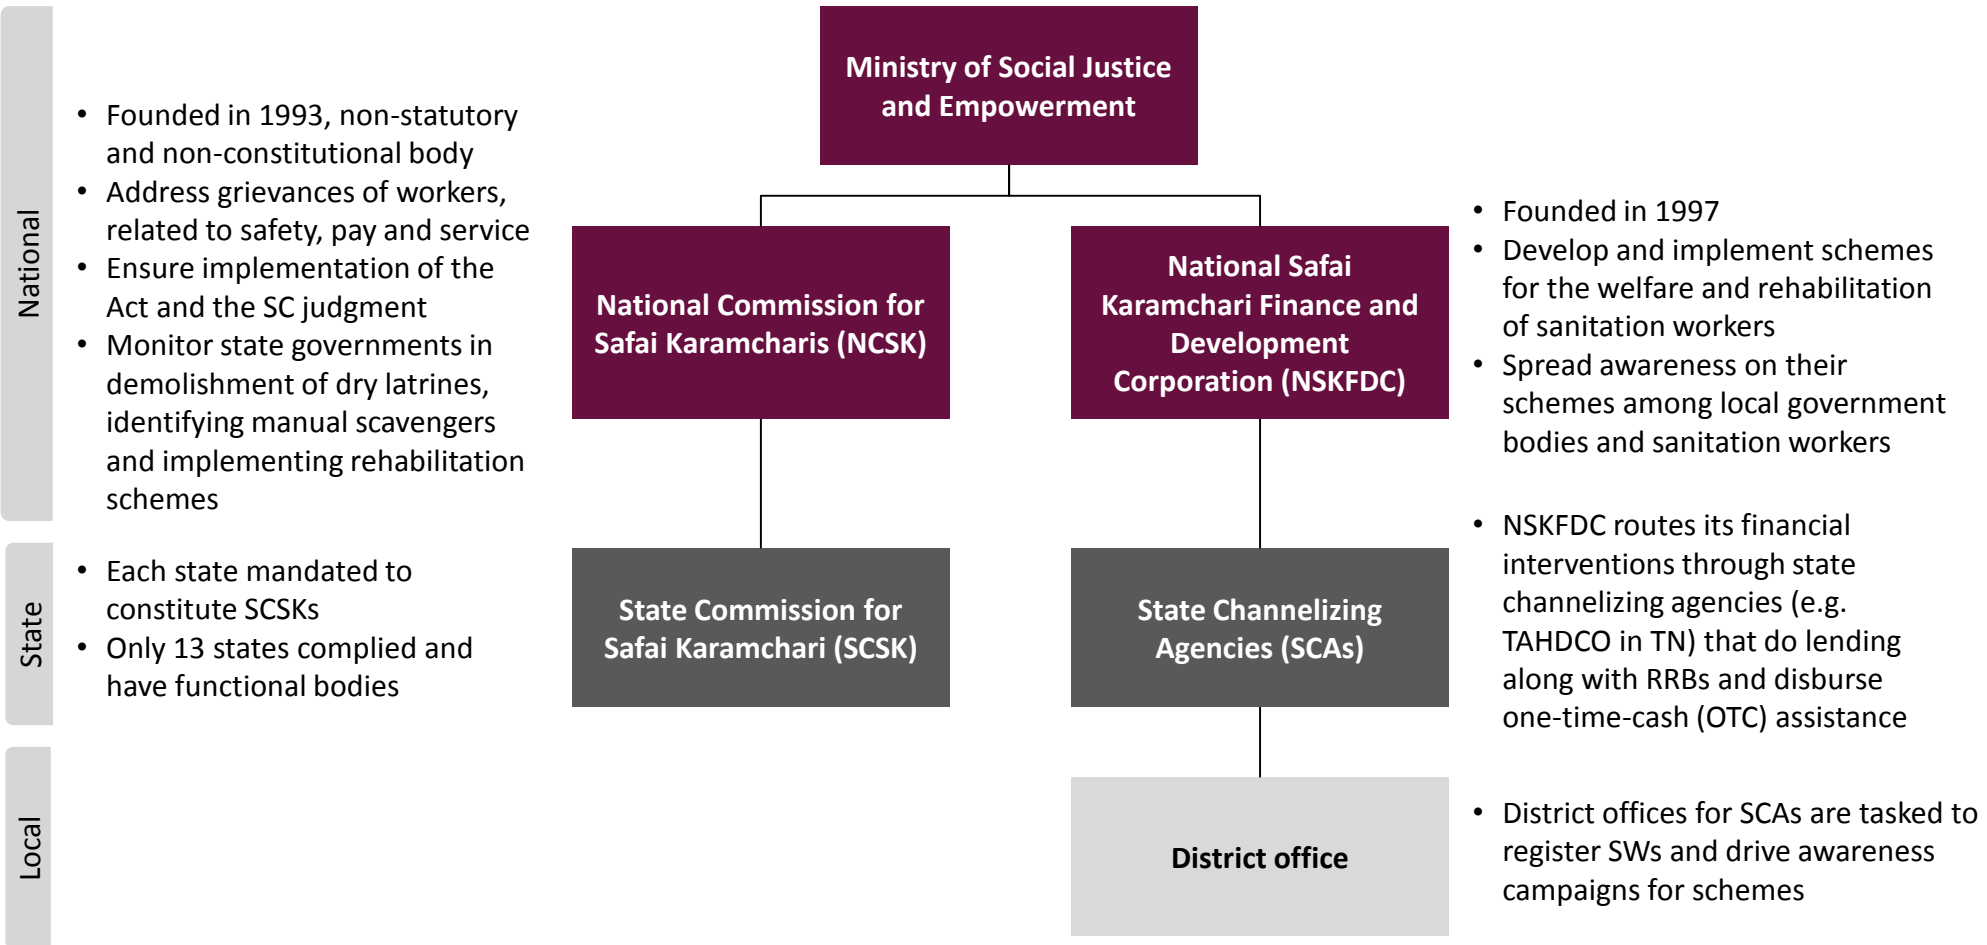 Ministry of Social Justice
and Empowerment
National
• Founded in 1993, non-statutory
and non-constitutional body
• Address grievances of workers,
related to safety, pay and service
• Ensure implementation of the
Act and the SC judgment
• Monitor state governments in
demolishment of dry latrines,
identifying manual scavengers
and implementing rehabilitation
schemes
National Commission for
Safai Karamcharis (NCSK)
National Safai
Karamchari Finance and
Development
Corporation (NSKFDC)
• Founded in 1997
• Develop and implement schemes
for the welfare and rehabilitation
of sanitation workers
• Spread awareness on their
schemes among local government
bodies and sanitation workers
State
• Each state mandated to
constitute SCSKs
• Only 13 states complied and
have functional bodies
State Commission for
Safai Karamchari (SCSK)
State Channelizing
Agencies (SCAs)
• NSKFDC routes its financial
interventions through state
channelizing agencies (e.g.
TAHDCO in TN) that do lending
along with RRBs and disburse
one-time-cash (OTC) assistance
Local
District office
• District offices for SCAs are tasked to
register SWs and drive awareness
campaigns for schemes